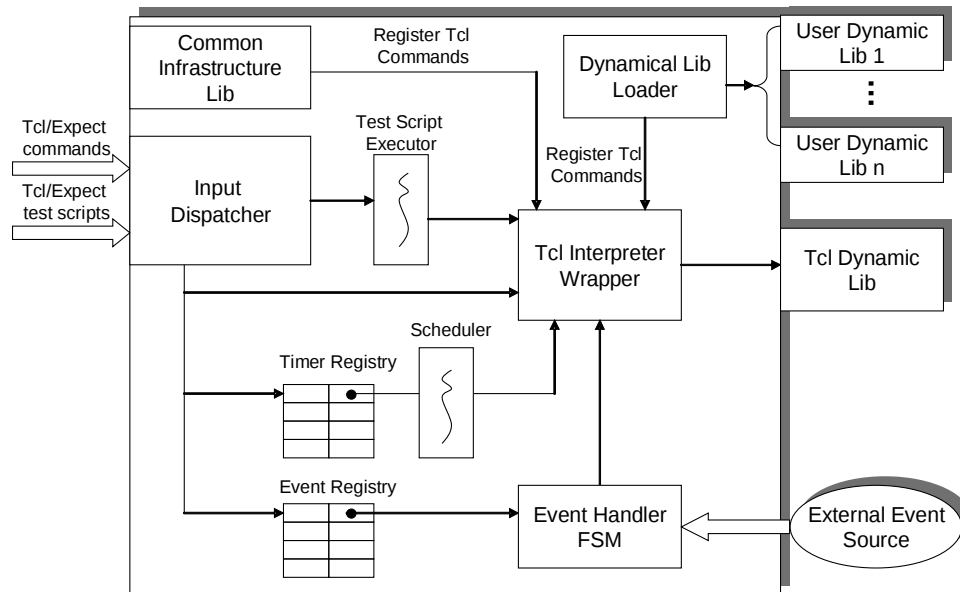 Common
Infrastructure
Lib
Register Tcl
Commands
Dynamical Lib
Loader
User Dynamic
Lib 1
...
User Dynamic
Lib n
Tcl/Expect
commands
Tcl/Expect
test scripts
Input
Dispatcher
Test Script
Executor
Register Tcl
Commands
Tcl Interpreter
Wrapper
Tcl Dynamic
Lib
Scheduler
Timer Registry
Event Registry
Event Handler
FSM
External Event
Source